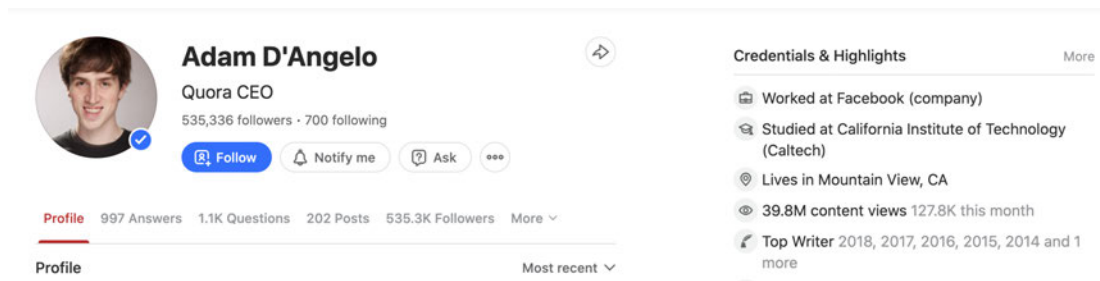 Adam D'Angelo
Quora CEO
535,336 followers · 700 following
Follow
Notify me
Ask
Profile
997 Answers
1.1K Questions
202 Posts
535.3K Followers
More
Profile
Most recent
Credentials & Highlights
More
Worked at Facebook (company)
Studied at California Institute of Technology
(Caltech)
Lives in Mountain View, CA
39.8M content views 127.8K this month
Top Writer 2018, 2017, 2016, 2015, 2014 and 1
more